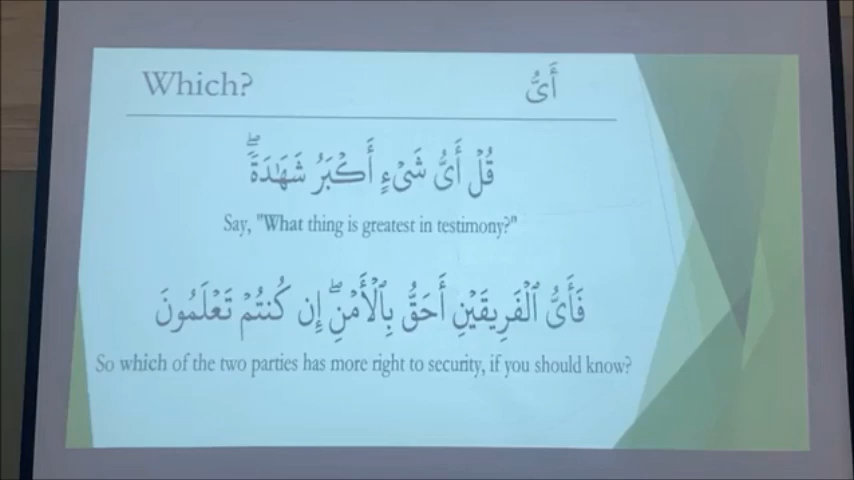 Which? أَىُّ
قُلْ أَىُّ شَىْءٍ أَكْبَرُ شَهَٰدَةً ۖ
Say, "What thing is greatest in testimony?"
فَأَىُّ ٱلْفَرِيقَيْنِ أَحَقُّ بِٱلْأَمْنِ ۖ إِن كُنتُمْ تَعْلَمُونَ
So which of the two parties has more right to security, if you should know?